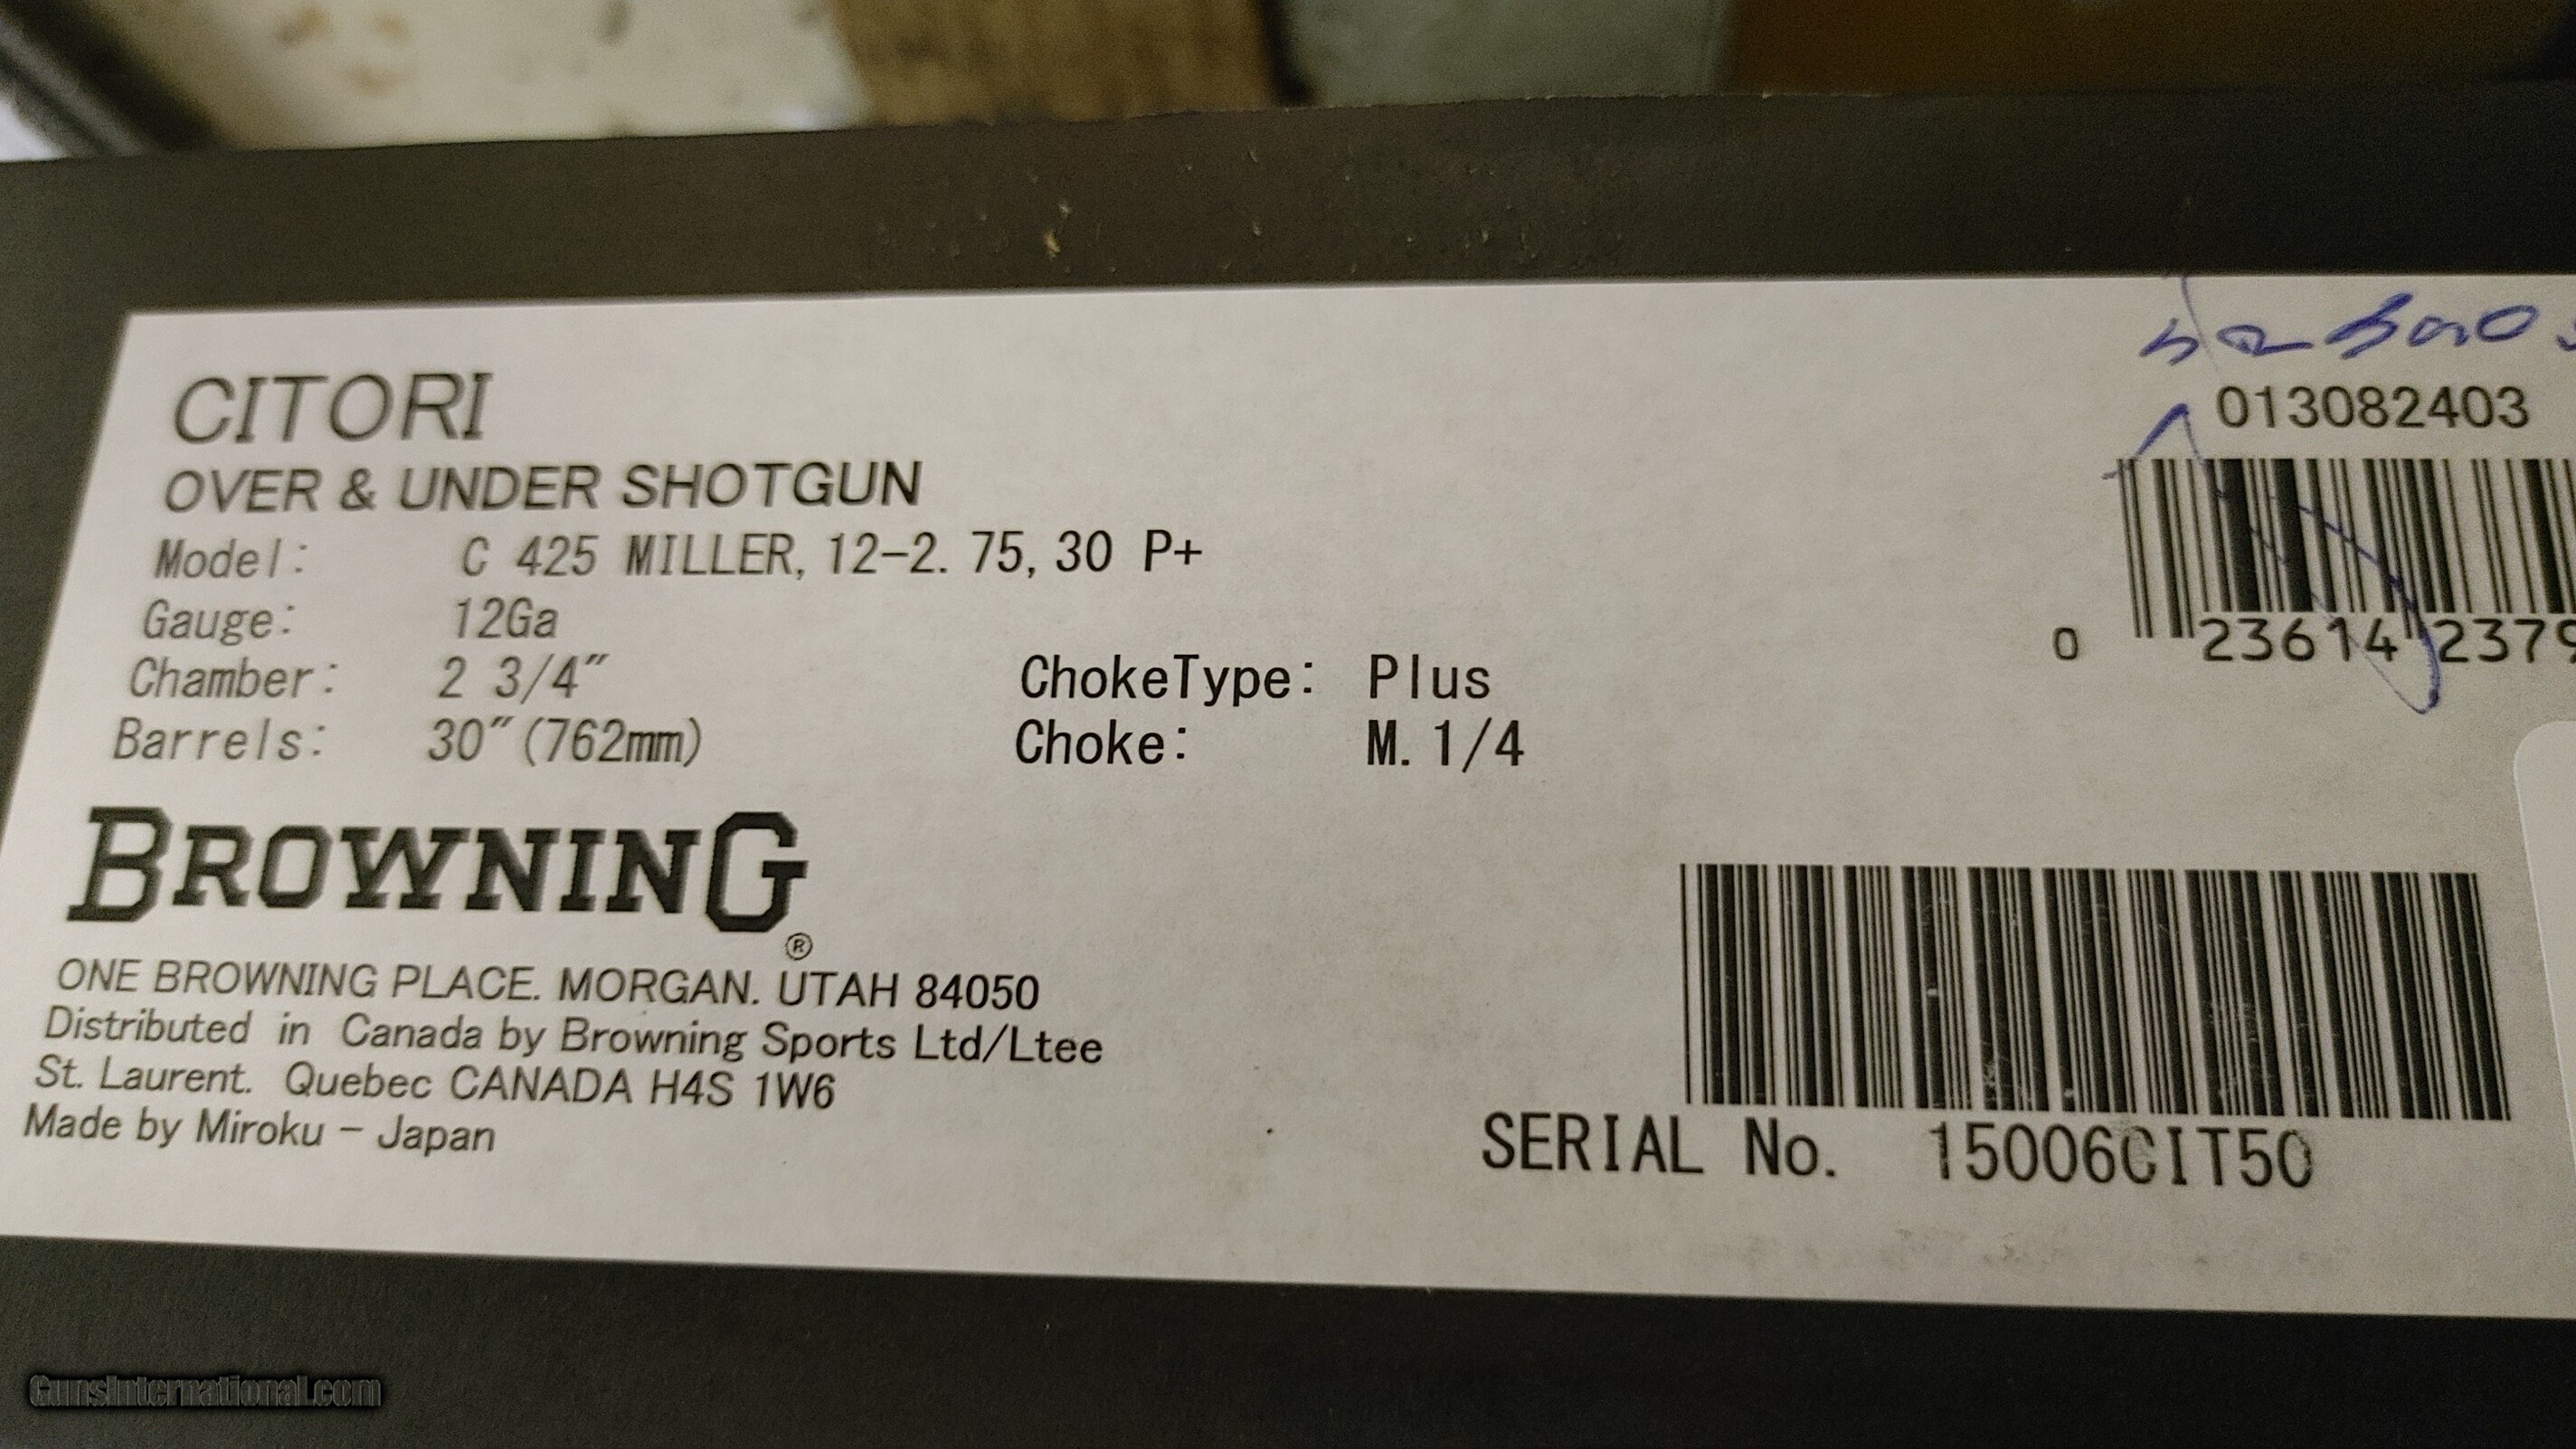 CITORI
OVER & UNDER SHOTGUN
Model: C 425 MILLER, 12-2. 75, 30 P+
Gauge: 12Ga
Chamber: 2 3/4″
Barrels: 30″(762mm)
ChokeType: Plus
Choke: M. 1/4
013082403
0 23614 2379
BROWNING®
ONE BROWNING PLACE. MORGAN. UTAH 84050
Distributed in Canada by Browning Sports Ltd/Ltee
St. Laurent. Quebec CANADA H4S 1W6
Made by Miroku - Japan
SERIAL No. 15006CIT50
GunsInternational.com